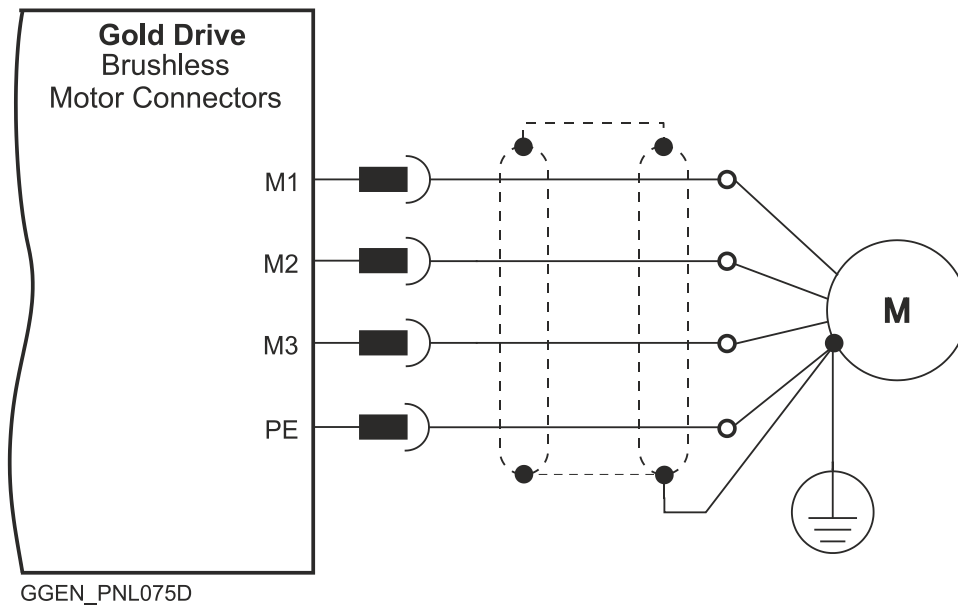 Gold Drive
Brushless
Motor Connectors
M1
M2
M3
PE
M
GGEN_PNL075D